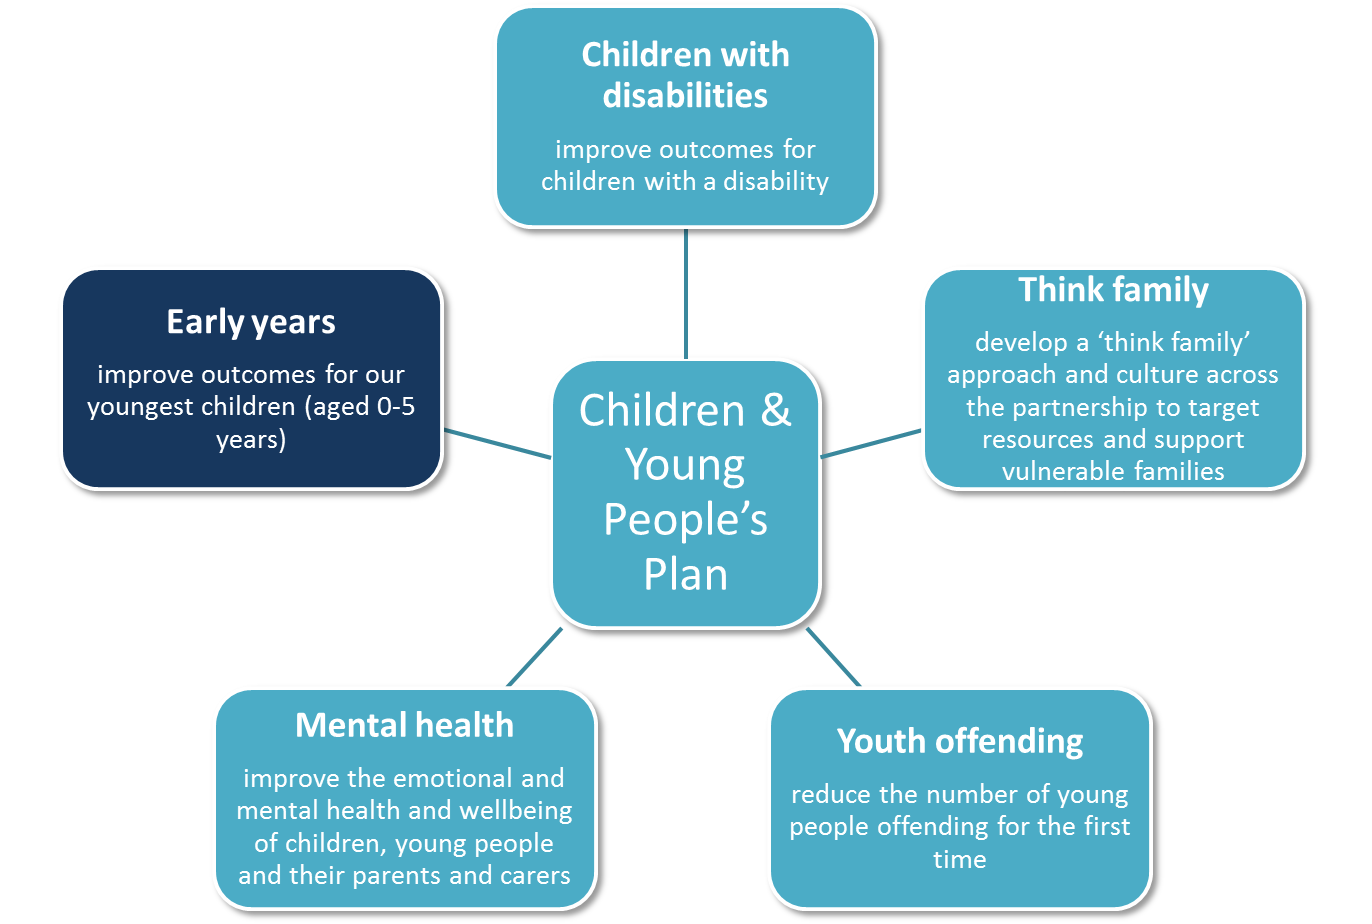 Children with
disabilities
improve outcomes for
children with a disability
Early years
improve outcomes for our
youngest children (aged 0-5
years)
Think family
develop a ‘think family’
approach and culture across
the partnership to target
resources and support
vulnerable families
Children &
Young
People’s
Plan
Mental health
improve the emotional and
mental health and wellbeing
of children, young people
and their parents and carers
Youth offending
reduce the number of young
people offending for the first
time